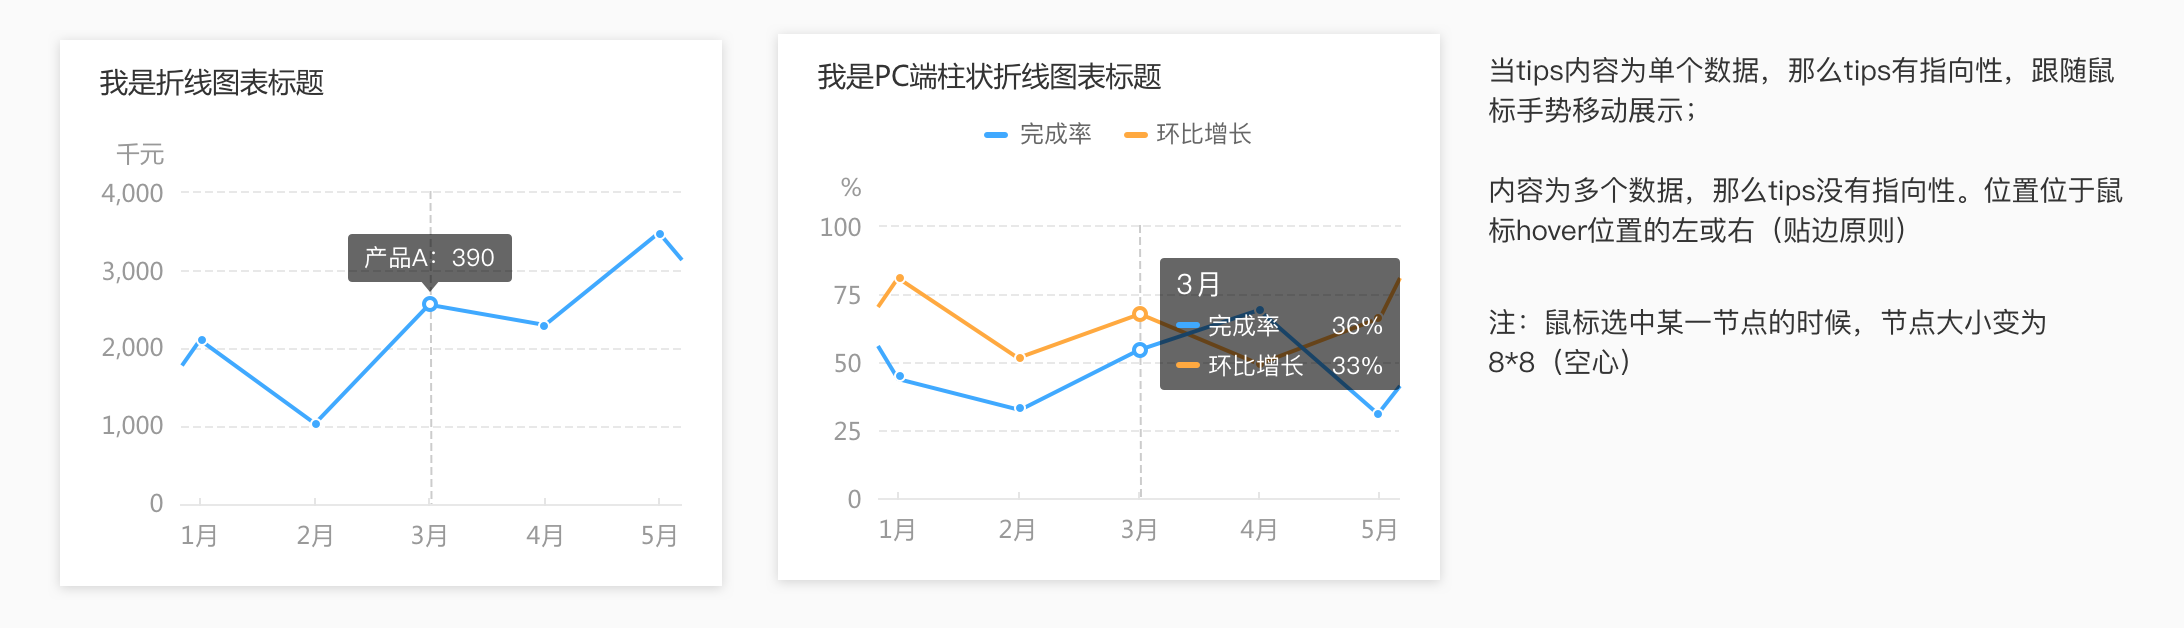 我是折线图表标题
千元
4,000
3,000
2,000
1,000
0
产品A：390
1月 2月 3月 4月 5月
我是PC端柱状折线图表标题
完成率 环比增长
%
100
75
50
25
0
3月
完成率 36%
环比增长 33%
1月 2月 3月 4月 5月
当tips内容为单个数据，那么tips有指向性，跟随鼠
标手势移动展示；
内容为多个数据，那么tips没有指向性。位置位于鼠
标hover位置的左或右（贴边原则）
注：鼠标选中某一节点的时候，节点大小变为
8*8（空心）